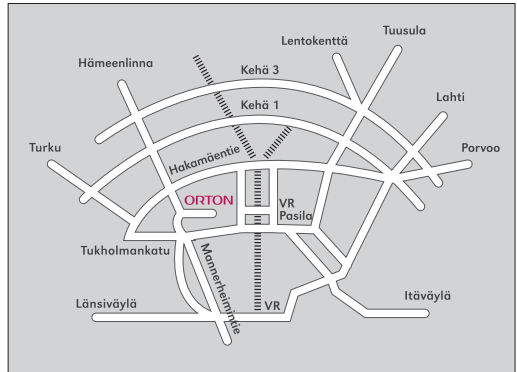 Tuusula
Lentokenttä
Hämeenlinna
Kehä 3
Lahti
Kehä 1
Turku
Porvoo
Hakamäentie
ORTON
VR
Pasila
Tukholmankatu
Mannerheimintie
Itäväylä
Länsiväylä
VR